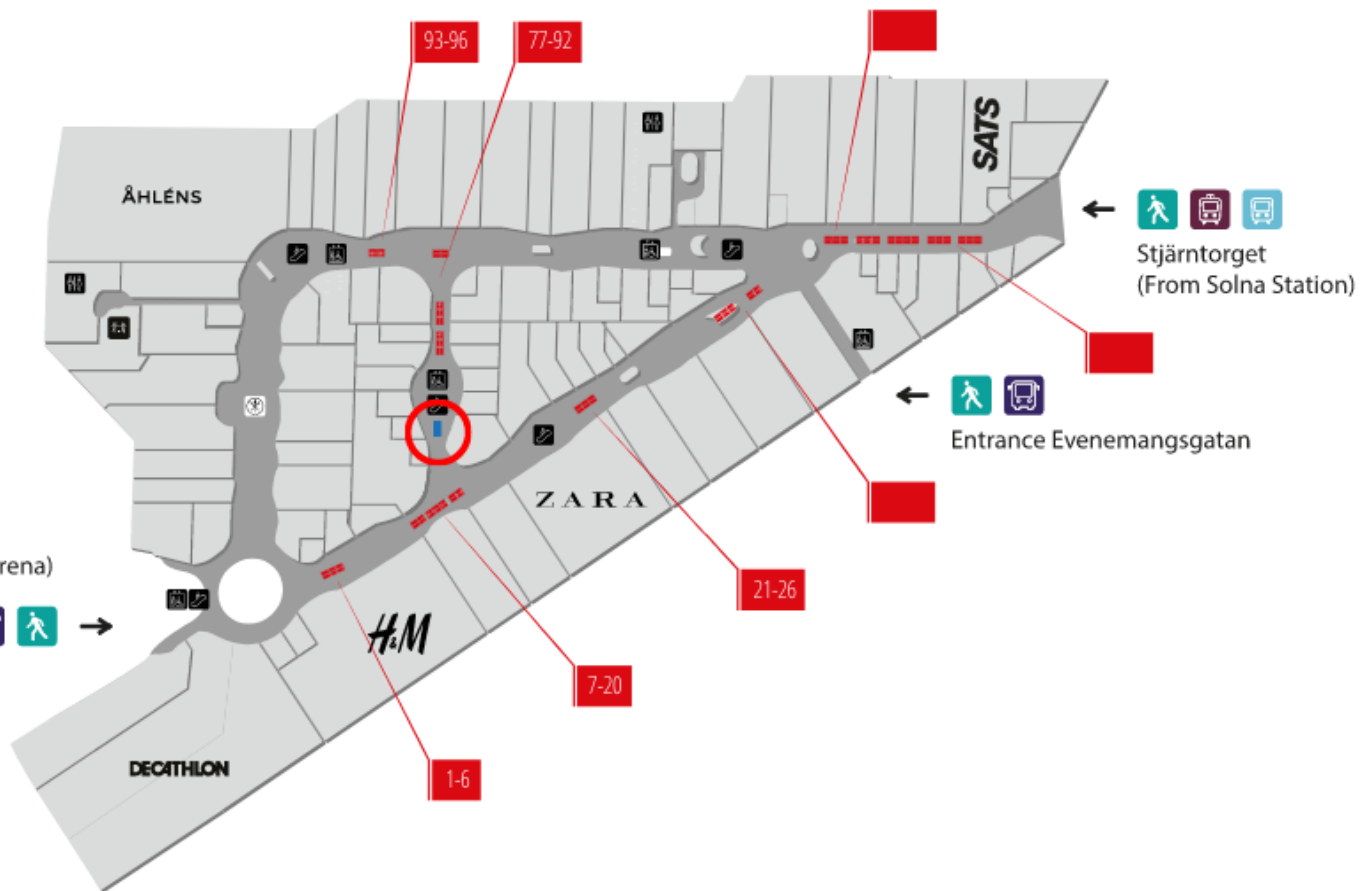 93-96
77-92
SATS
ÅHLÉNS
Stjärntorget
(From Solna Station)
Entrance Evenemangsgatan
ZARA
rena)
21-26
H&M
7-20
DECATHLON
1-6